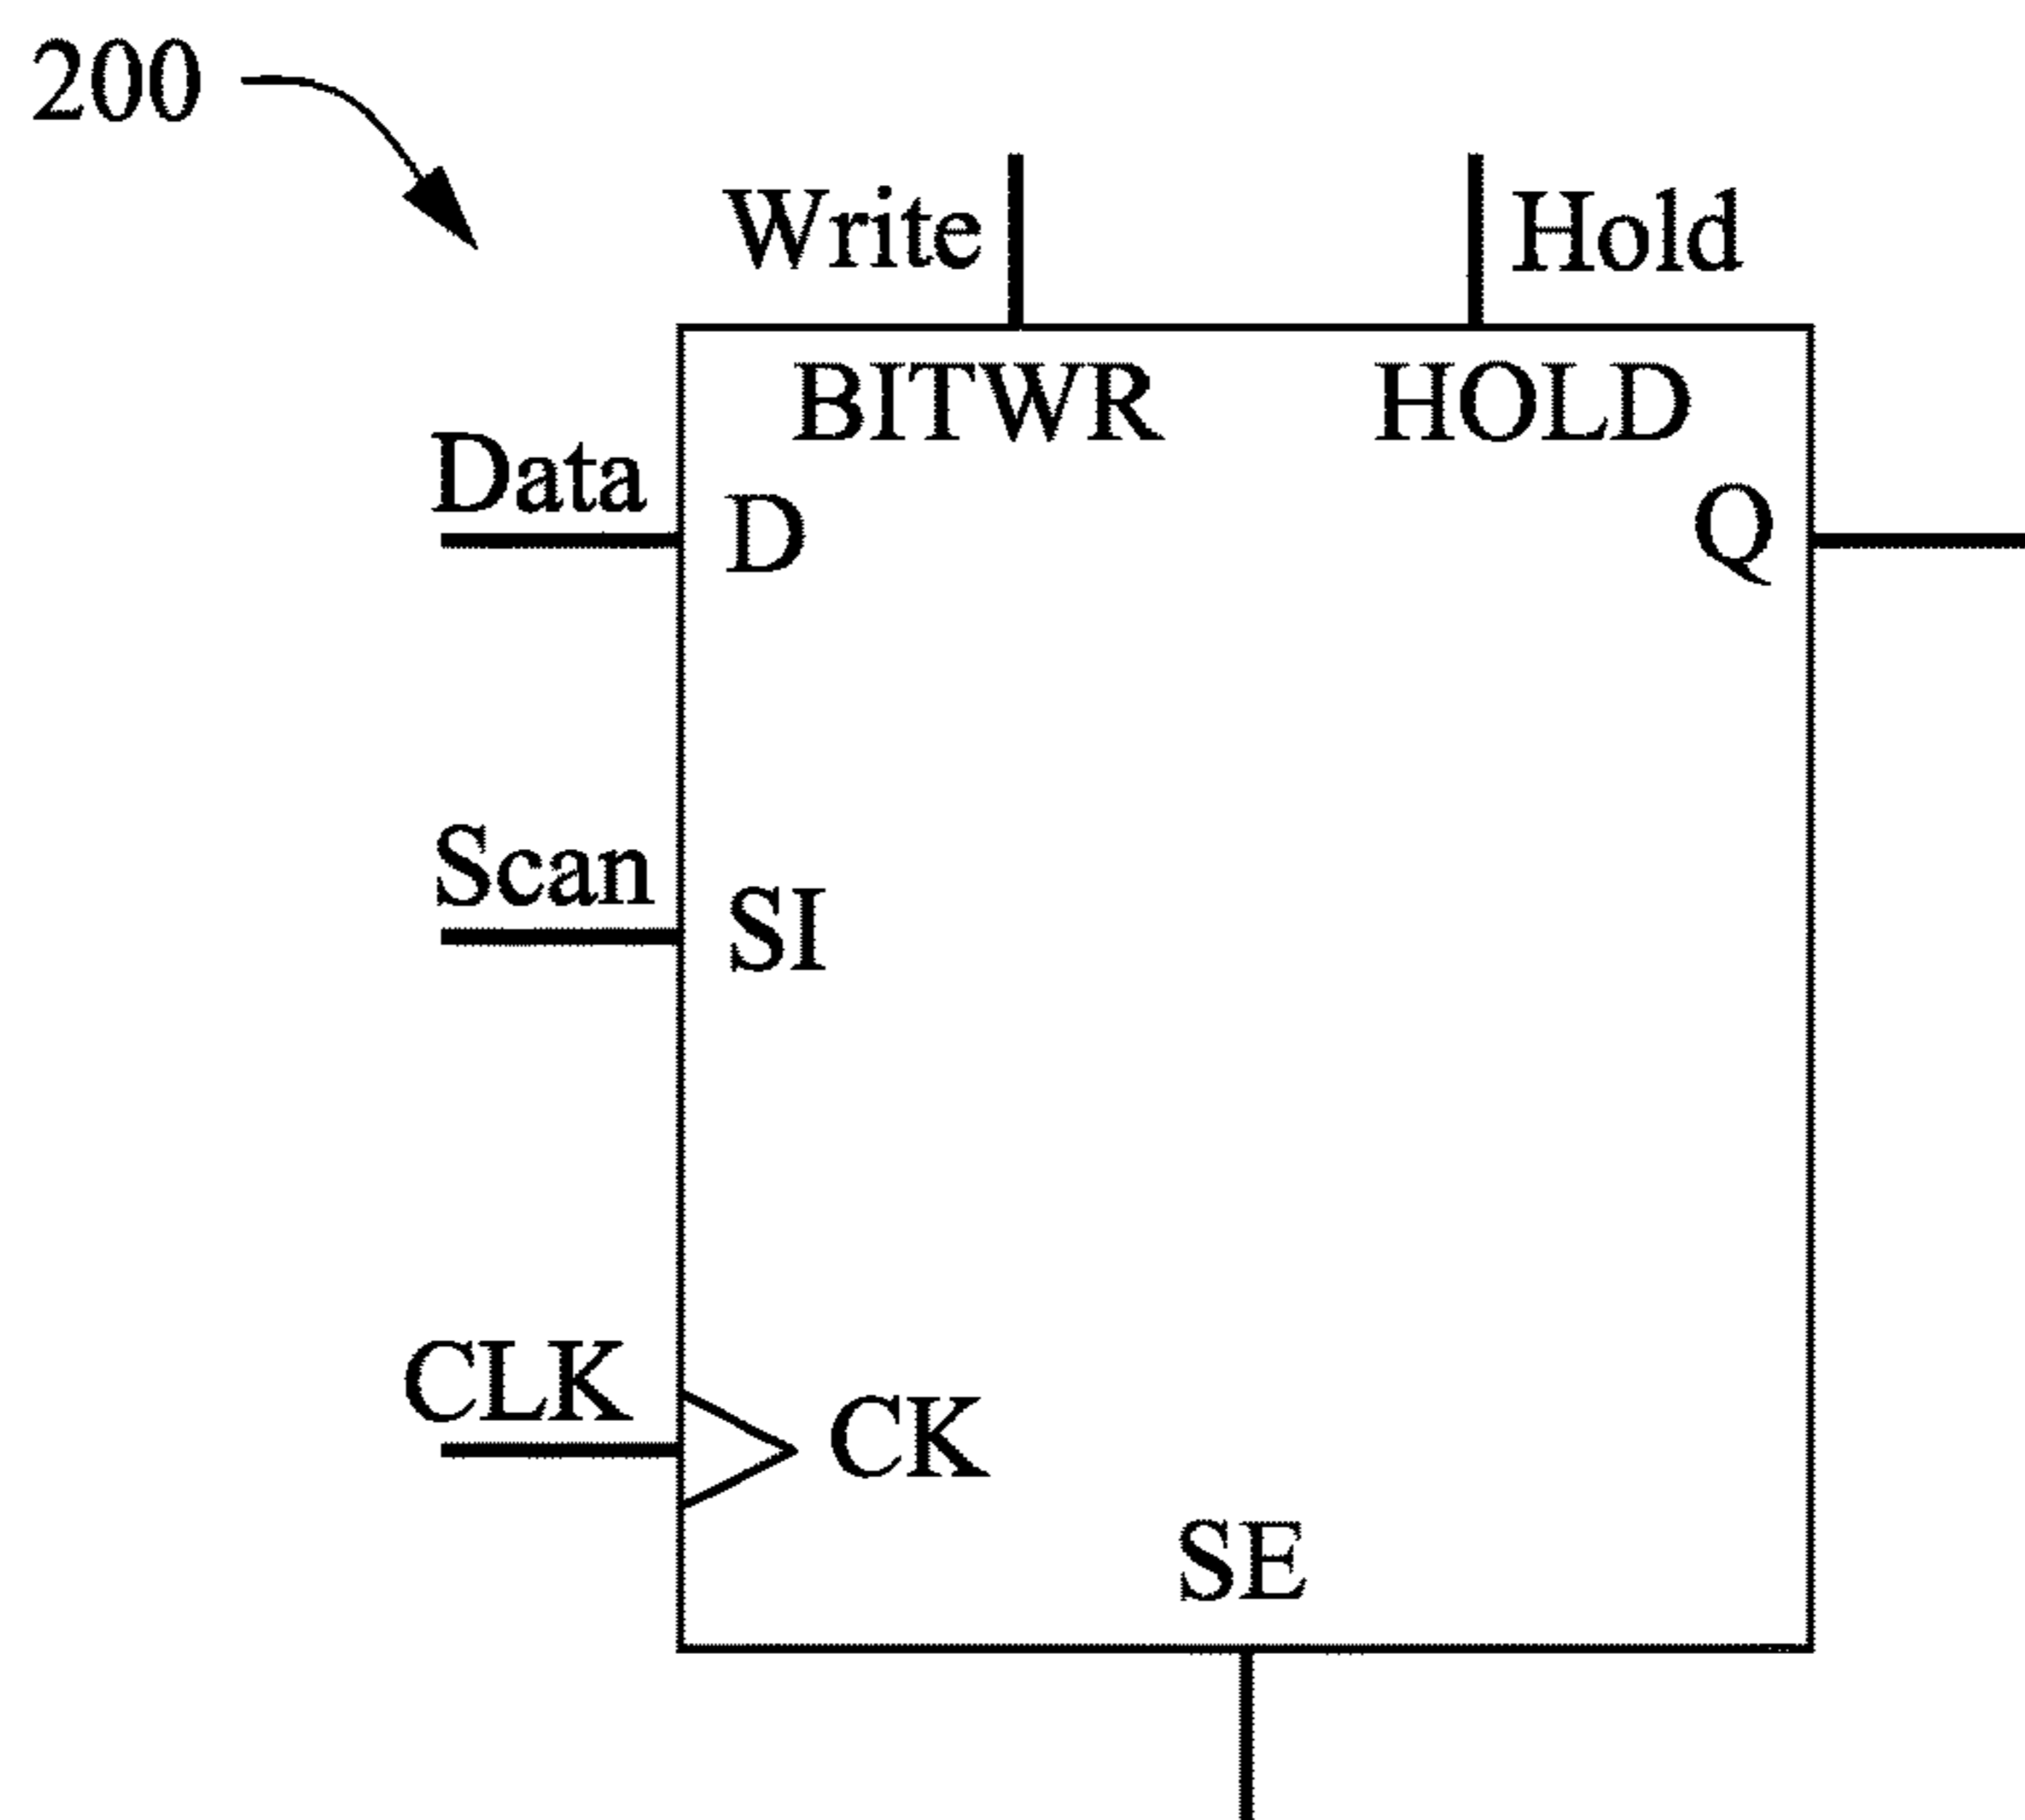 200
Write Hold
BITWR HOLD
Data
D Q
Scan
SI
CLK
CK
SE